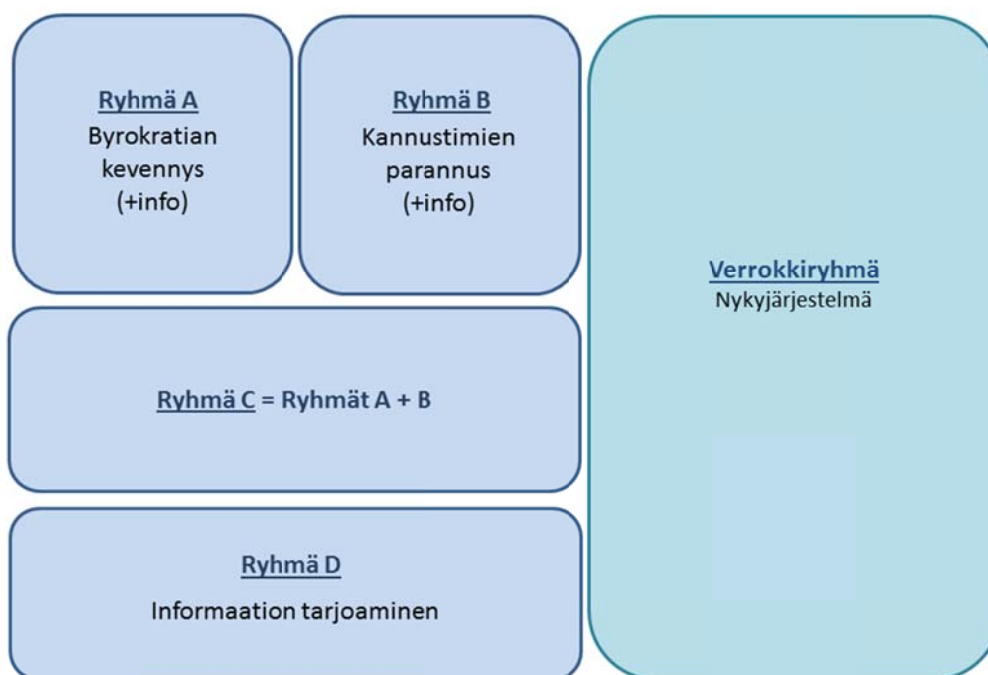 Ryhmä A
Byrokratian
kevennys
(+info)
Ryhmä B
Kannustimien
parannus
(+info)
Verrokkiryhmä
Nykyjärjestelmä
Ryhmä C = Ryhmät A + B
Ryhmä D
Informaation tarjoaminen